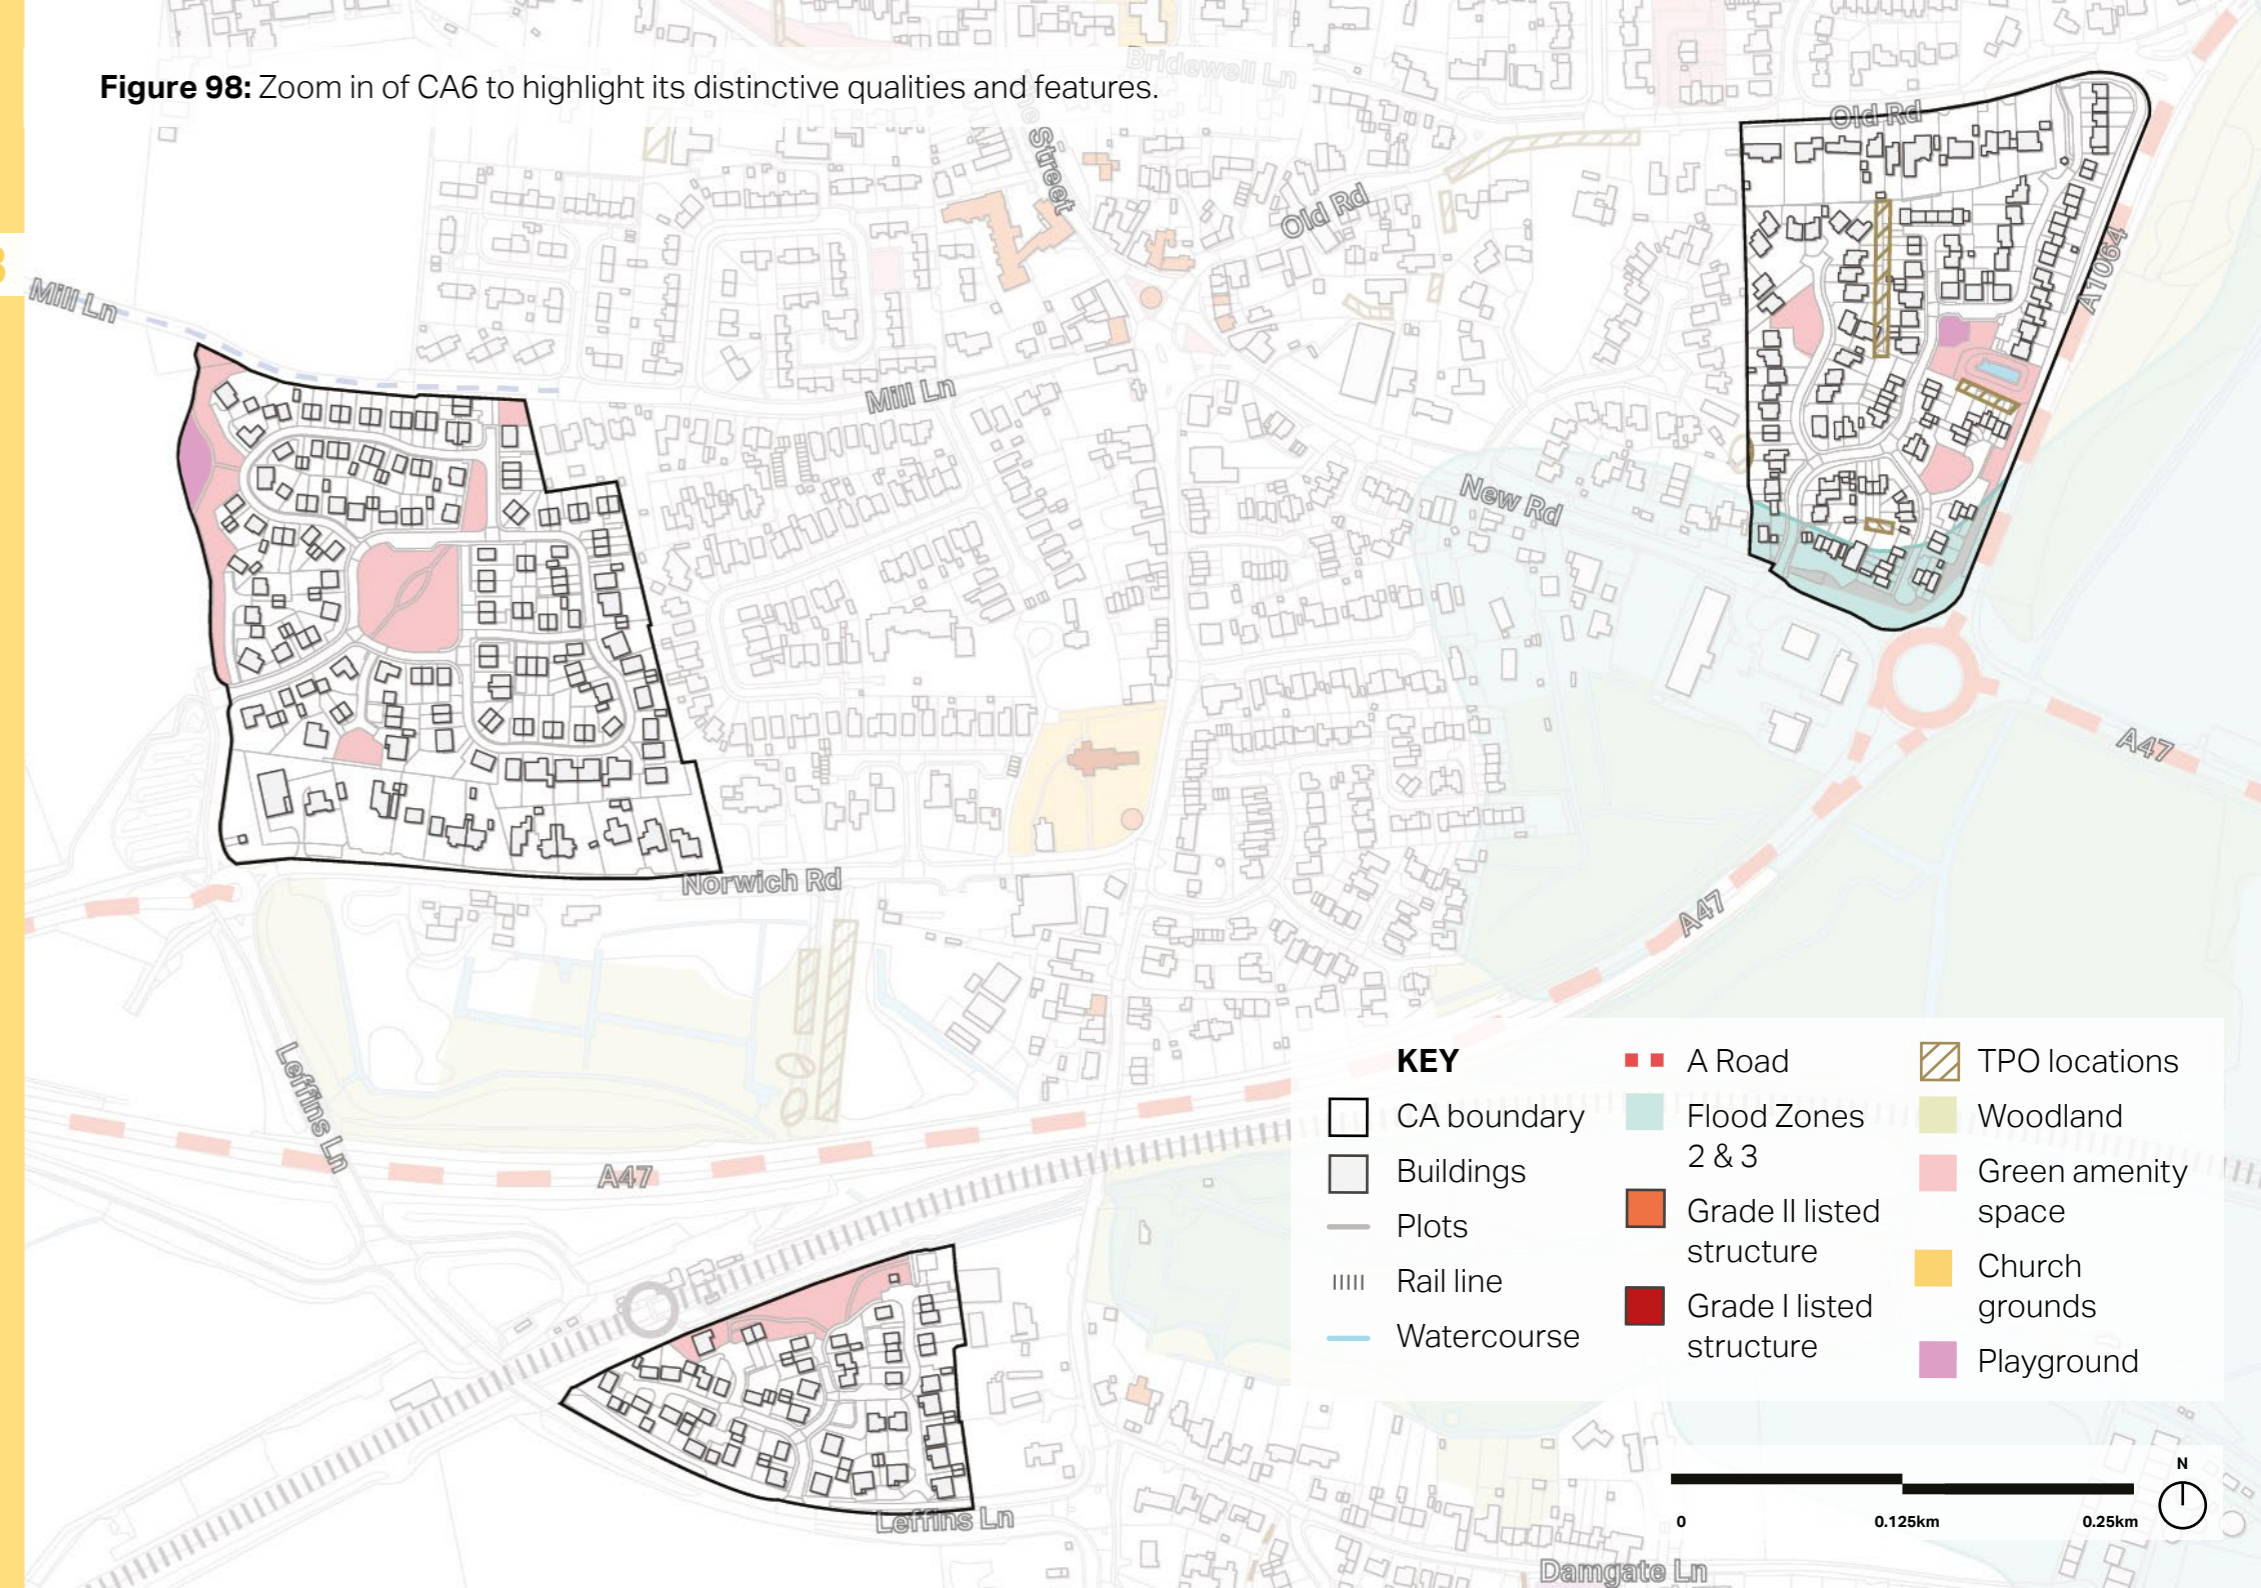 Figure 98: Zoom in of CA6 to highlight its distinctive qualities and features.
Bridewell Ln
Street
Old Rd
Old Rd
A1064
Mill Ln
Mill Ln
New Rd
A47
Norwich Rd
A47
Leffins Ln
A47
Leffins Ln
Damgate Ln
KEY
CA boundary
Buildings
Plots
Rail line
Watercourse
A Road
Flood Zones
2 & 3
Grade II listed
structure
Grade I listed
structure
TPO locations
Woodland
Green amenity
space
Church
grounds
Playground
0
0.125km
0.25km
N